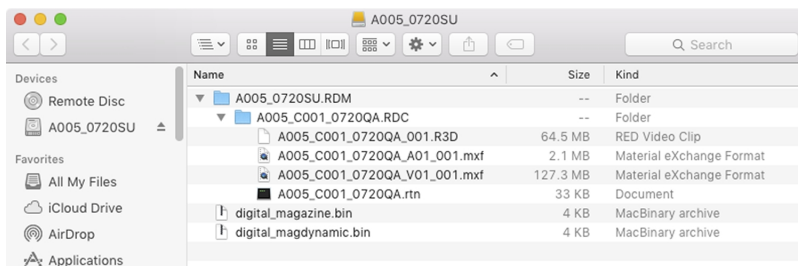 A005_0720SU
Search
Devices
Remote Disc
A005_0720SU
Favorites
All My Files
iCloud Drive
AirDrop
Applications
Name Size Kind
A005_0720SU.RDM -- Folder
A005_C001_0720QA.RDC -- Folder
A005_C001_0720QA_001.R3D 64.5 MB RED Video Clip
A005_C001_0720QA_A01_001.mxf 2.1 MB Material eXchange Format
A005_C001_0720QA_V01_001.mxf 127.3 MB Material eXchange Format
A005_C001_0720QA.rtn 33 KB Document
digital_magazine.bin 4 KB MacBinary archive
digital_magdynamic.bin 4 KB MacBinary archive